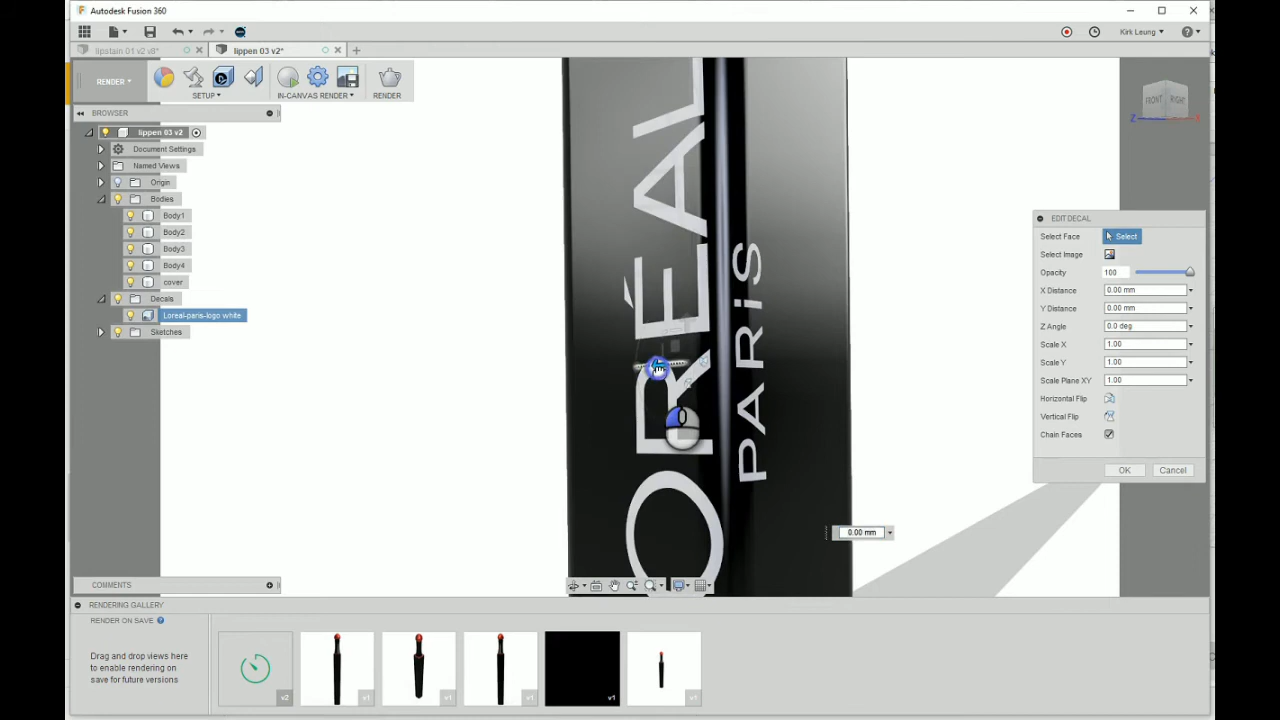 Autodesk Fusion 360
Kirk Leung
lipstain 01 v2 v8*
lippen 03 v2*
RENDER
SETUP
IN-CANVAS RENDER
RENDER
BROWSER
lippen 03 v2
Document Settings
Named Views
Origin
Bodies
Body1
Body2
Body3
Body4
cover
Decals
Loreal-paris-logo white
Sketches
ORÉAL
PARiS
FRONT
RIGHT
Z
X
EDIT DECAL
Select Face
Select
Select Image
Opacity
100
X Distance
0.00 mm
Y Distance
0.00 mm
Z Angle
0.0 deg
Scale X
1.00
Scale Y
1.00
Scale Plane XY
1.00
Horizontal Flip
Vertical Flip
Chain Faces
OK
Cancel
0.00 mm
COMMENTS
RENDERING GALLERY
RENDER ON SAVE
Drag and drop views here
to enable rendering on
save for future versions
v2
v1
v1
v1
v1
v1